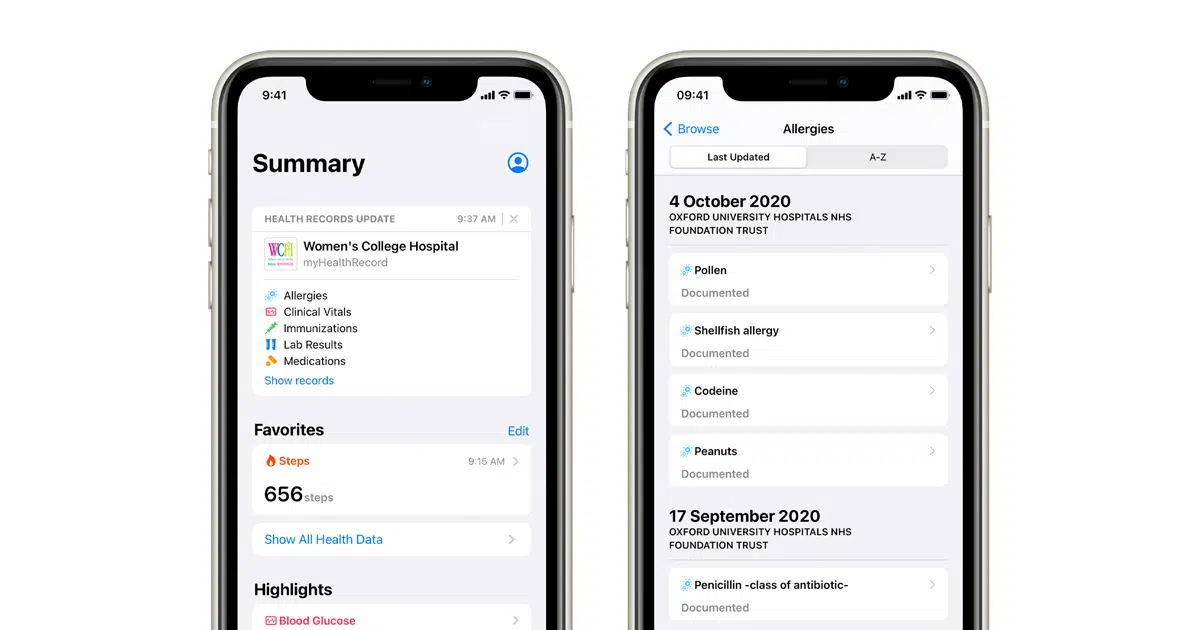 9:41
Summary
HEALTH RECORDS UPDATE 9:37 AM
WCH
Women's College Hospital
myHealthRecord
Allergies
Clinical Vitals
Immunizations
Lab Results
Medications
Show records
Favorites Edit
Steps 9:15 AM
656 steps
Show All Health Data
Highlights
Blood Glucose
09:41
Browse Allergies
Last Updated A-Z
4 October 2020
OXFORD UNIVERSITY HOSPITALS NHS
FOUNDATION TRUST
Pollen
Documented
Shellfish allergy
Documented
Codeine
Documented
Peanuts
Documented
17 September 2020
OXFORD UNIVERSITY HOSPITALS NHS
FOUNDATION TRUST
Penicillin -class of antibiotic-
Documented